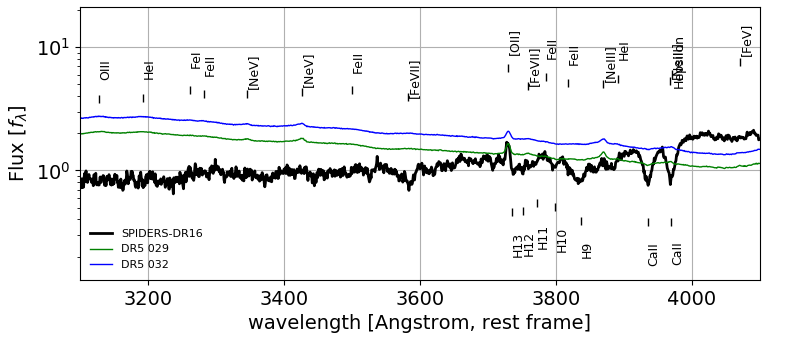 10¹
10⁰
Flux [fλ]
OIII
HeI
FeI
FeII
[NeV]
[NeV]
FeII
[FeVII]
[OII]
[FeVII]
FeII
FeII
[NeIII]
HeI
[FeV]
H13
H12
H11
H10
H9
CaII
CaII
SPIDERS-DR16
DR5 029
DR5 032
3200 3400 3600 3800 4000
wavelength [Angstrom, rest frame]